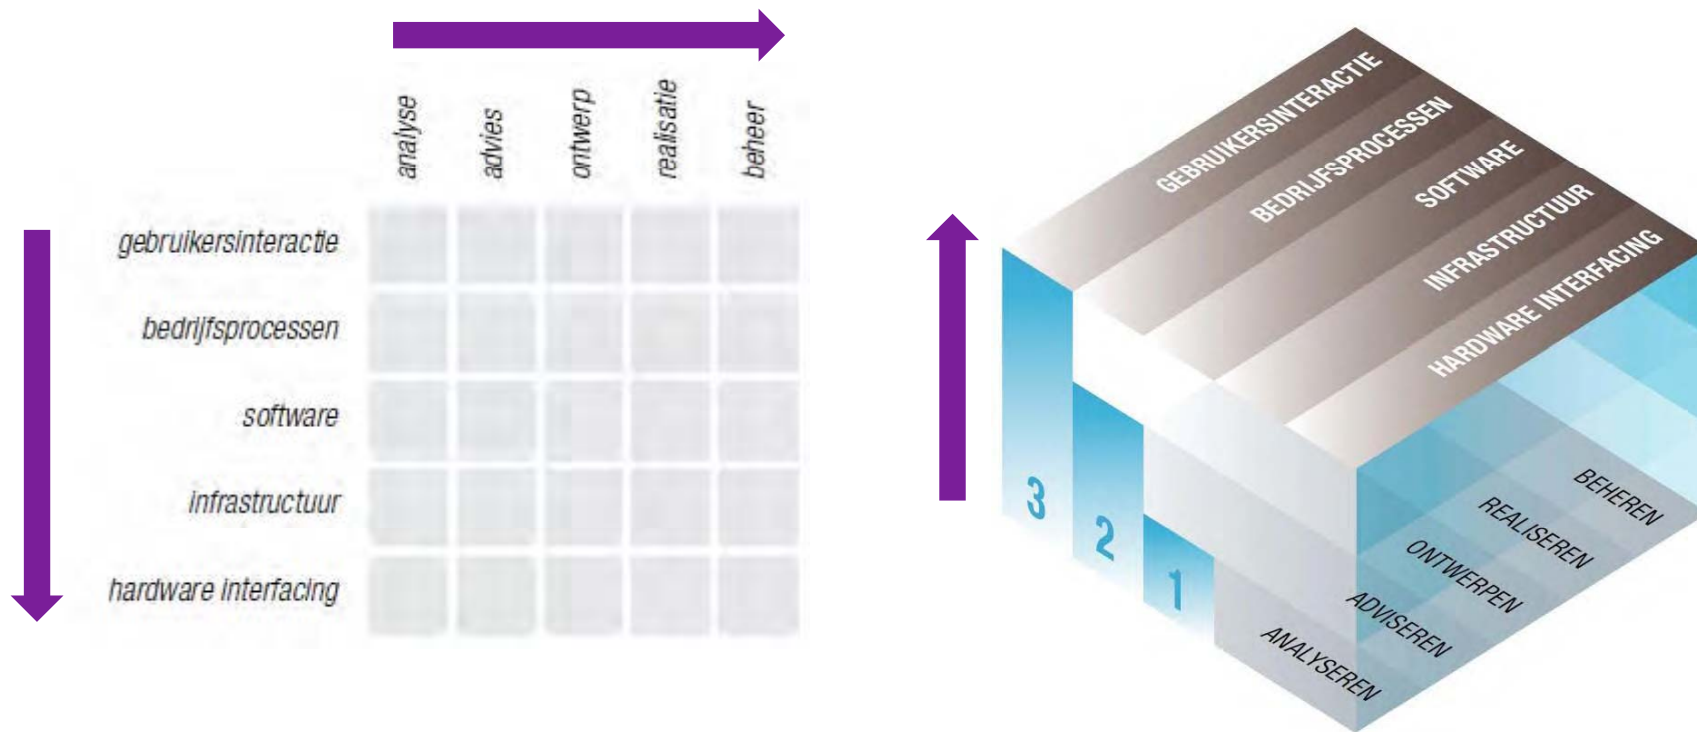 analyse
advies
ontwerp
realisatie
beheer
gebruikersinteractie
bedrijfsprocessen
software
infrastructuur
hardware interfacing
GEBRUIKERSINTERACTIE
BEDRIJFSPROCESSEN
SOFTWARE
INFRASTRUCTUUR
HARDWARE INTERFACING
3
2
1
BEHEREN
REALISEREN
ONTWERPEN
ADVISEREN
ANALYSEREN